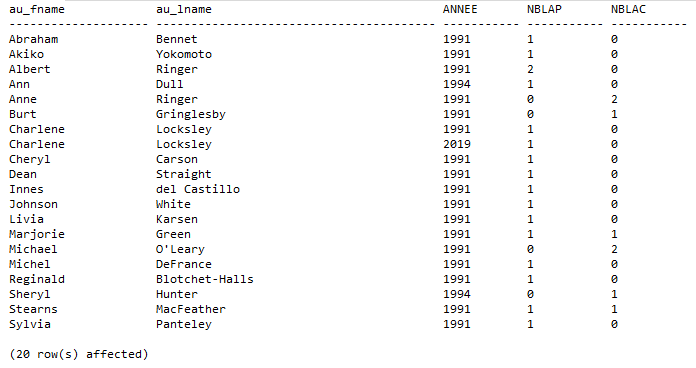 au_fname au_lname ANNEE NBLAP NBLAC
-------------------- ---------------------------------------- ----------- ----------- -----------
Abraham Bennet 1991 1 0
Akiko Yokomoto 1991 1 0
Albert Ringer 1991 2 0
Ann Dull 1994 1 0
Anne Ringer 1991 0 2
Burt Gringlesby 1991 0 1
Charlene Locksley 1991 1 0
Charlene Locksley 2019 1 0
Cheryl Carson 1991 1 0
Dean Straight 1991 1 0
Innes del Castillo 1991 1 0
Johnson White 1991 1 0
Livia Karsen 1991 1 0
Marjorie Green 1991 1 1
Michael O'Leary 1991 0 2
Michel DeFrance 1991 1 0
Reginald Blotchet-Halls 1991 1 0
Sheryl Hunter 1994 0 1
Stearns MacFeather 1991 1 1
Sylvia Panteley 1991 1 0
(20 row(s) affected)